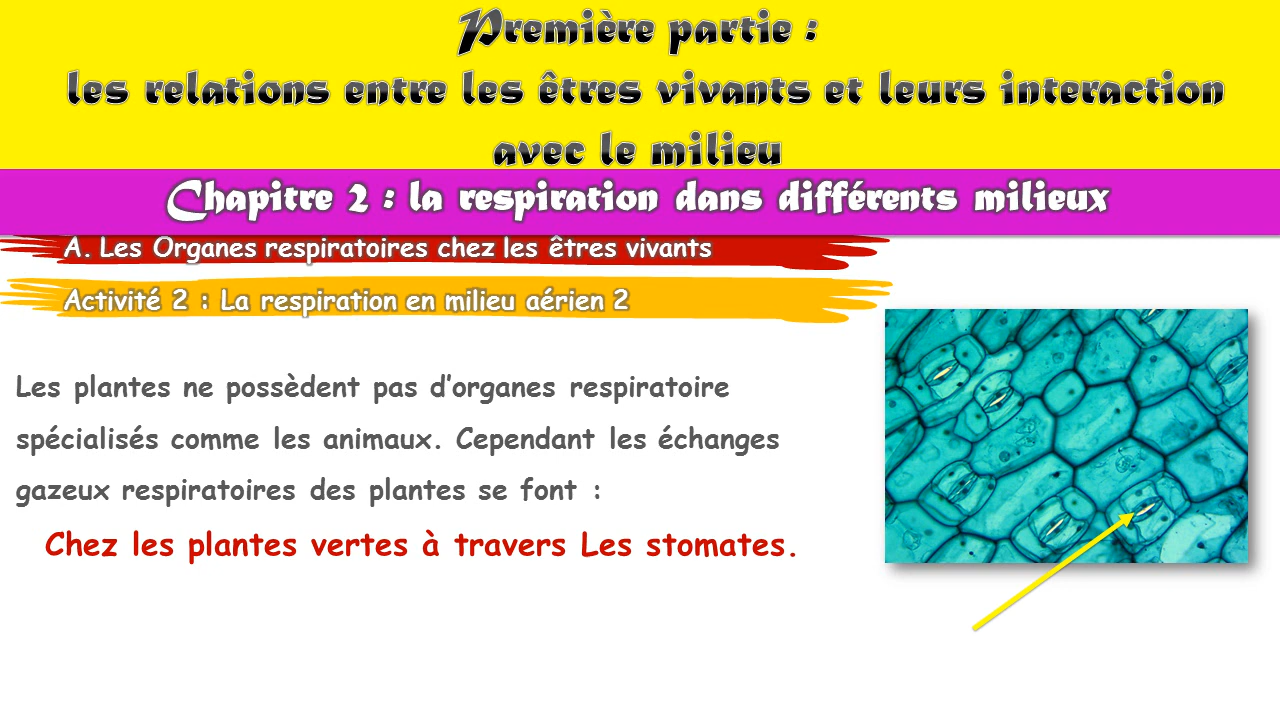 Première partie :
les relations entre les êtres vivants et leurs interaction
avec le milieu
Chapitre 2 : la respiration dans différents milieux
A. Les Organes respiratoires chez les êtres vivants
Activité 2 : La respiration en milieu aérien 2
Les plantes ne possèdent pas d’organes respiratoire
spécialisés comme les animaux. Cependant les échanges
gazeux respiratoires des plantes se font :
Chez les plantes vertes à travers Les stomates.